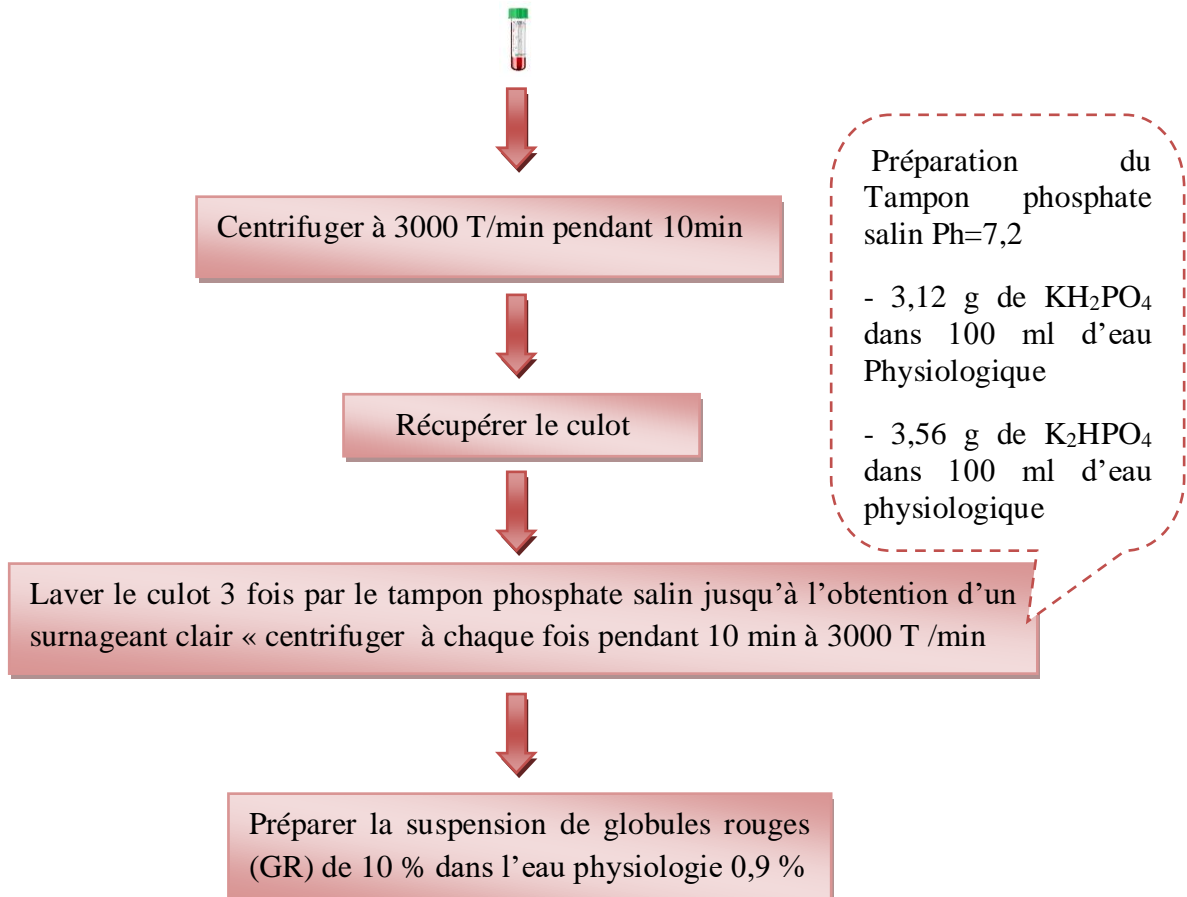 Centrifuger à 3000 T/min pendant 10min
Récupérer le culot
Préparation du
Tampon phosphate
salin Ph=7,2
- 3,12 g de KH₂PO₄
dans 100 ml d’eau
Physiologique
- 3,56 g de K₂HPO₄
dans 100 ml d’eau
physiologique
Laver le culot 3 fois par le tampon phosphate salin jusqu’à l’obtention d’un
surnageant clair « centrifuger à chaque fois pendant 10 min à 3000 T /min
Préparer la suspension de globules rouges
(GR) de 10 % dans l’eau physiologie 0,9 %